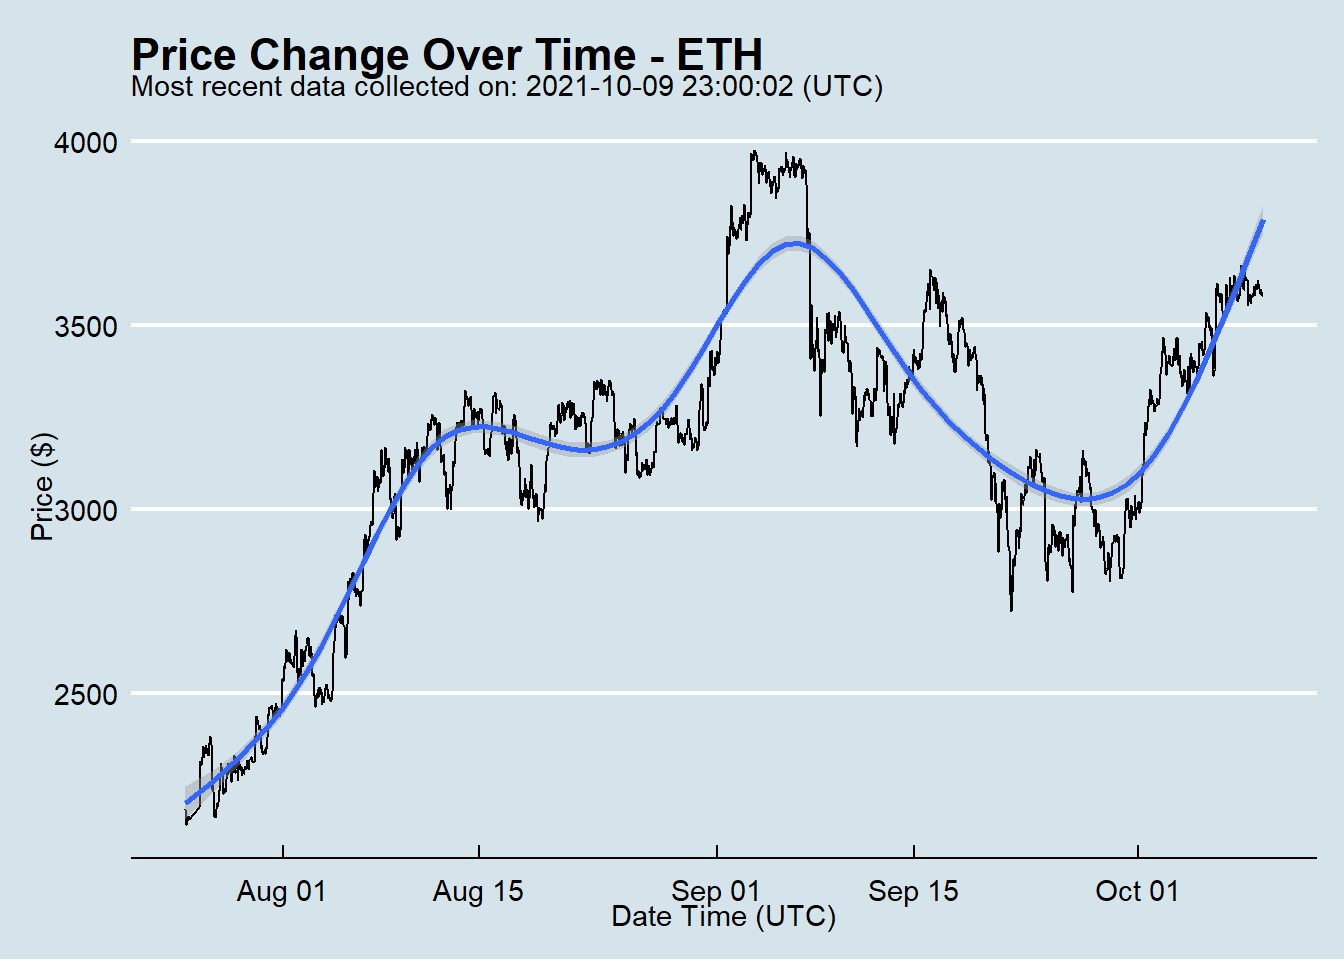 Price Change Over Time - ETH
Most recent data collected on: 2021-10-09 23:00:02 (UTC)
4000
3500
3000
2500
Price ($)
Aug 01
Aug 15
Sep 01
Sep 15
Oct 01
Date Time (UTC)